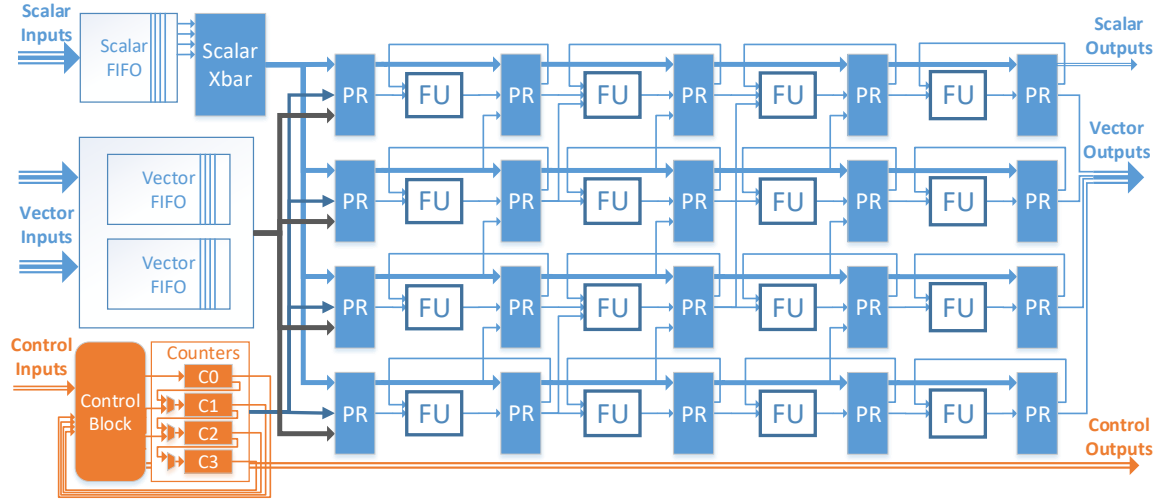 Scalar
Inputs
Scalar
FIFO
Scalar
Xbar
Scalar
Outputs
PR FU PR FU PR FU PR FU PR
Vector
Outputs
Vector
FIFO
PR FU PR FU PR FU PR FU PR
Vector
Inputs
Vector
FIFO
PR FU PR FU PR FU PR FU PR
Control
Inputs
Counters
Control
Block
C0
C1
C2
C3
PR FU PR FU PR FU PR FU PR
Control
Outputs